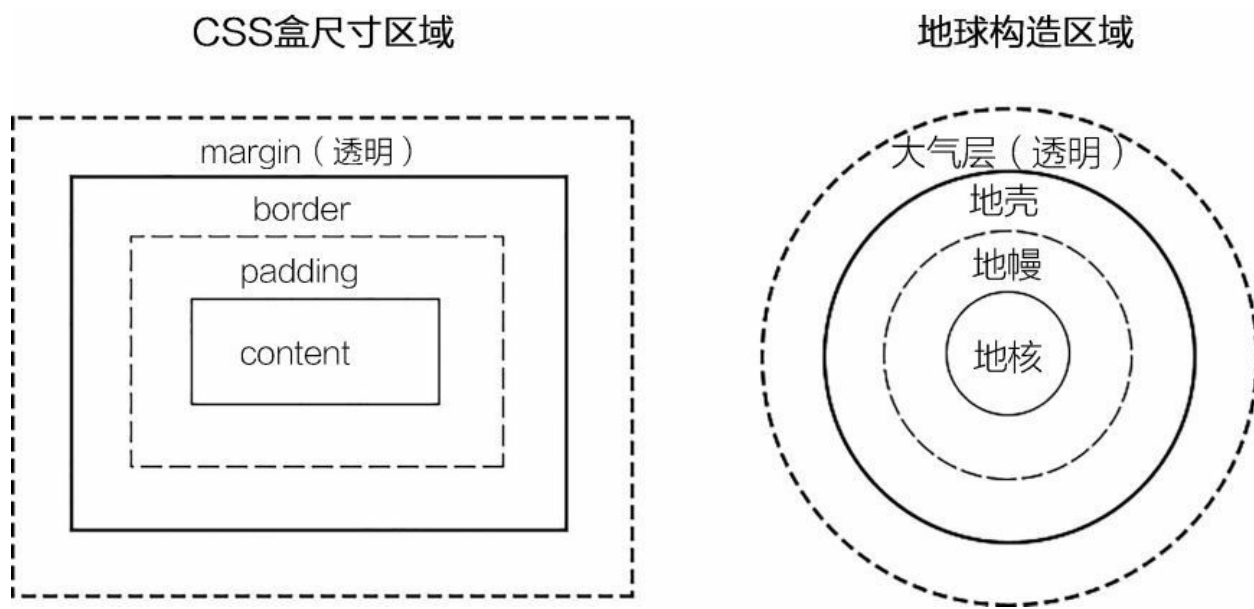 CSS盒尺寸区域
margin（透明）
border
padding
content
地球构造区域
大气层（透明）
地壳
地幔
地核